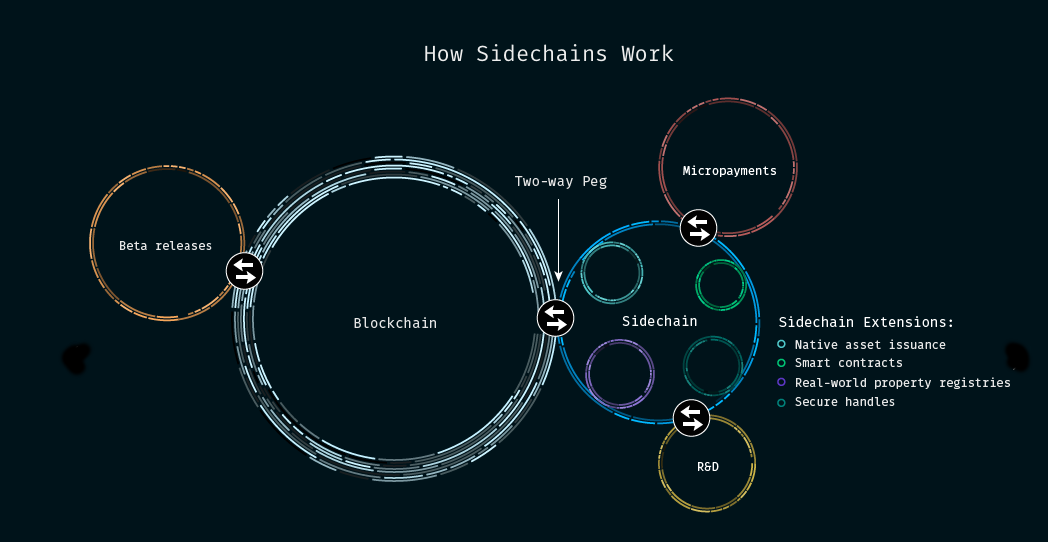 How Sidechains Work
Two-way Peg
Micropayments
Beta releases
Blockchain
Sidechain
Sidechain Extensions:
Native asset issuance
Smart contracts
Real-world property registries
Secure handles
R&D